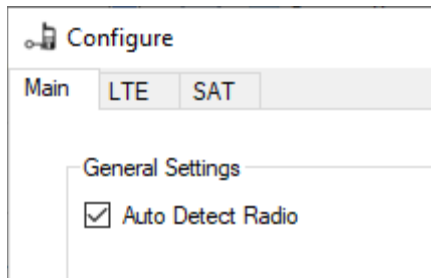 Configure
Main LTE SAT
General Settings
Auto Detect Radio